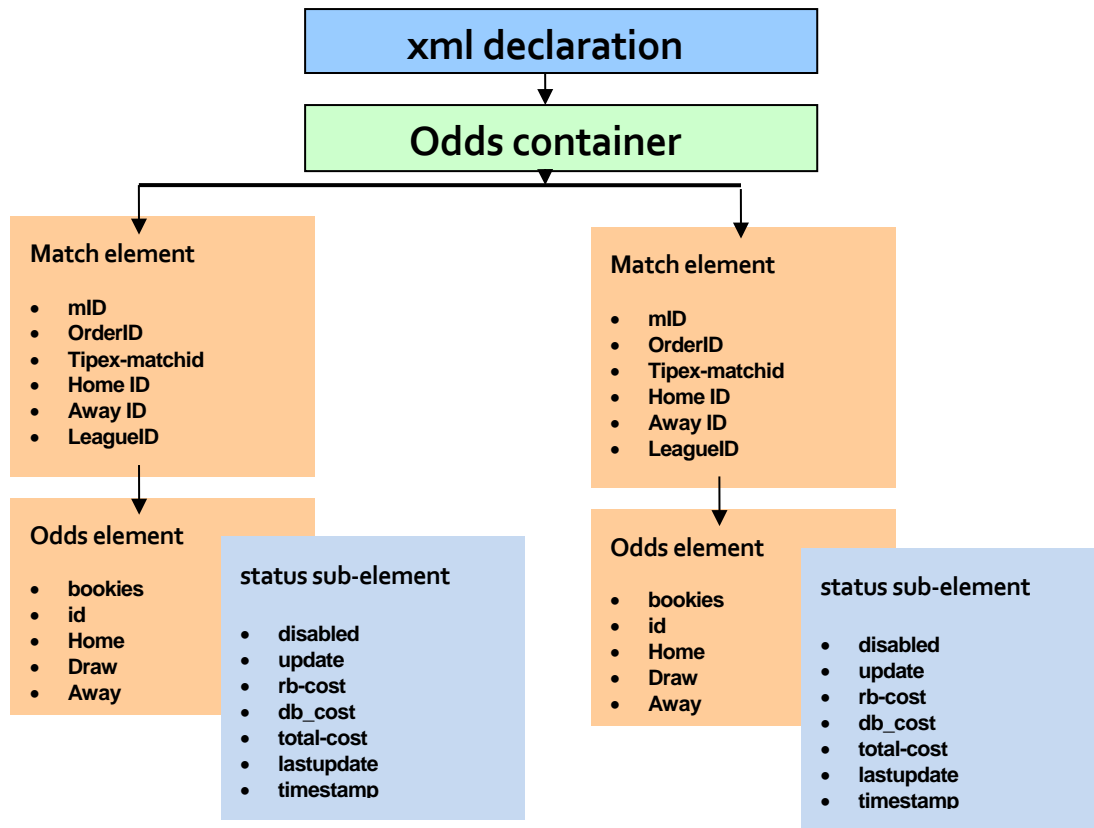 xml declaration
Odds container
Match element
• mID
• OrderID
• Tipex-matchid
• Home ID
• Away ID
• LeagueID
Odds element
• bookies
• id
• Home
• Draw
• Away
status sub-element
• disabled
• update
• rb-cost
• db_cost
• total-cost
• lastupdate
• timestamp
Match element
• mID
• OrderID
• Tipex-matchid
• Home ID
• Away ID
• LeagueID
Odds element
• bookies
• id
• Home
• Draw
• Away
status sub-element
• disabled
• update
• rb-cost
• db_cost
• total-cost
• lastupdate
• timestamp